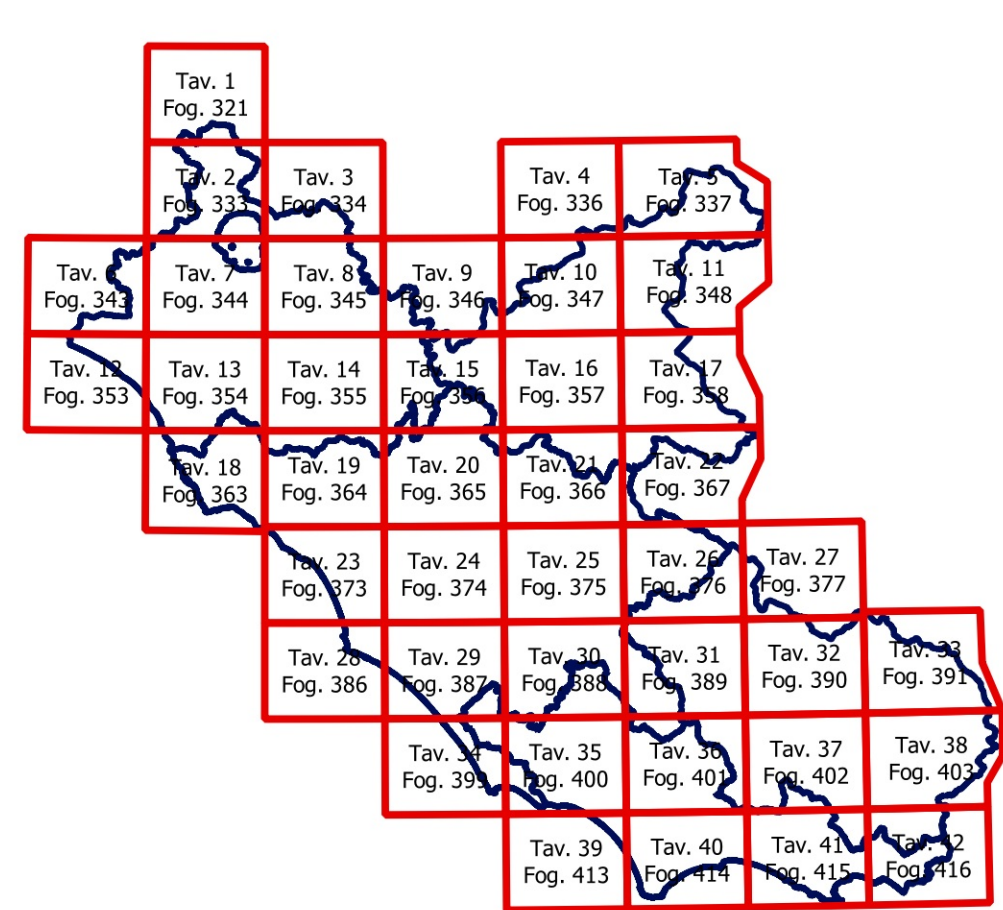 Tav. 1
Fog. 321
Tav. 2
Fog. 333
Tav. 3
Fog. 334
Tav. 4
Fog. 336
Tav. 5
Fog. 337
Tav. 6
Fog. 343
Tav. 7
Fog. 344
Tav. 8
Fog. 345
Tav. 9
Fog. 346
Tav. 10
Fog. 347
Tav. 11
Fog. 348
Tav. 12
Fog. 353
Tav. 13
Fog. 354
Tav. 14
Fog. 355
Tav. 15
Fog. 356
Tav. 16
Fog. 357
Tav. 17
Fog. 358
Tav. 18
Fog. 363
Tav. 19
Fog. 364
Tav. 20
Fog. 365
Tav. 21
Fog. 366
Tav. 22
Fog. 367
Tav. 23
Fog. 373
Tav. 24
Fog. 374
Tav. 25
Fog. 375
Tav. 26
Fog. 376
Tav. 27
Fog. 377
Tav. 28
Fog. 386
Tav. 29
Fog. 387
Tav. 30
Fog. 388
Tav. 31
Fog. 389
Tav. 32
Fog. 390
Tav. 33
Fog. 391
Tav. 34
Fog. 399
Tav. 35
Fog. 400
Tav. 36
Fog. 401
Tav. 37
Fog. 402
Tav. 38
Fog. 403
Tav. 39
Fog. 413
Tav. 40
Fog. 414
Tav. 41
Fog. 415
Tav. 42
Fog. 416